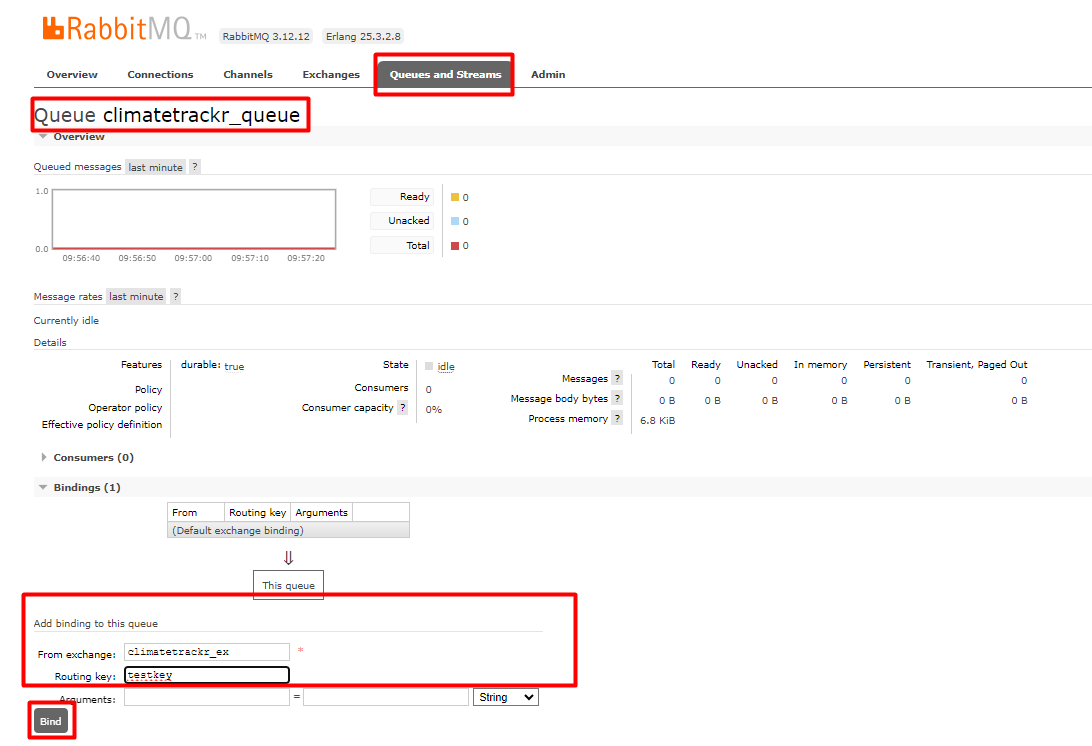 RabbitMQ TM RabbitMQ 3.12.12 Erlang 25.3.2.8
Overview Connections Channels Exchanges Queues and Streams Admin
Queue climatetrackr_queue
Overview
Queued messages last minute ?
1.0
0.0
09:56:40 09:56:50 09:57:00 09:57:10 09:57:20
Ready 0
Unacked 0
Total 0
Message rates last minute ?
Currently idle
Details
Features durable: true
Policy
Operator policy
Effective policy definition
State idle
Consumers 0
Consumer capacity ? 0%
Total Ready Unacked In memory Persistent Transient, Paged Out
Messages ? 0 0 0 0 0 0
Message body bytes ? 0 B 0 B 0 B 0 B 0 B 0 B
Process memory ? 6.8 KiB
Consumers (0)
Bindings (1)
From Routing key Arguments
(Default exchange binding)
⇓
This queue
Add binding to this queue
From exchange: climatetrackr_ex *
Routing key: testkey
Arguments: = String
Bind